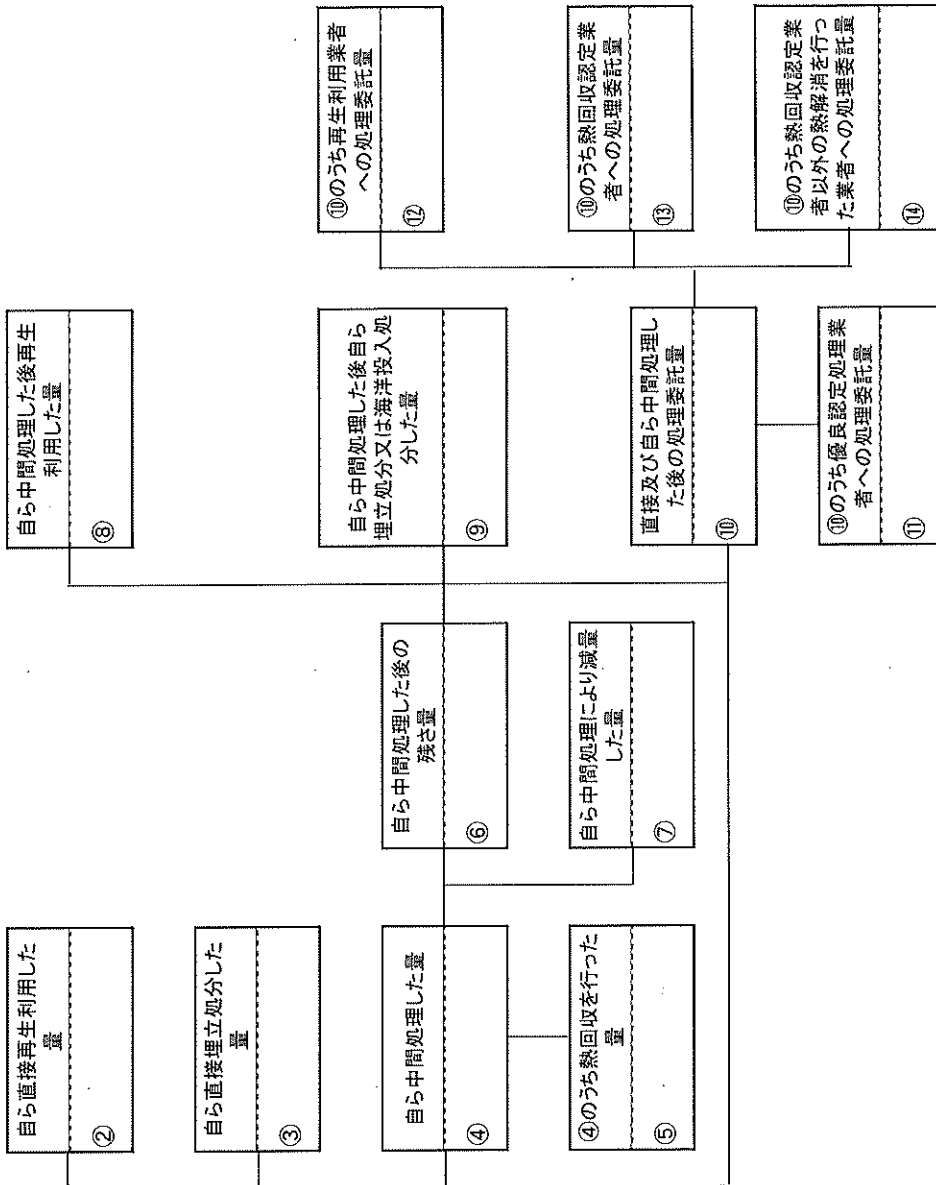 自ら直接再生利用した
量
②
自ら直接埋立処分した
量
③
自ら中間処理した量
④
④のうち熱回収を行った
量
⑤
自ら中間処理した後の
残さ量
⑥
自ら中間処理により減量
した量
⑦
自ら中間処理した後再生
利用した量
⑧
自ら中間処理した後自ら
埋立処分又は海洋投入処
分した量
⑨
直接及び自ら中間処理し
た後の処理委託量
⑩
⑩のうち優良認定処理業
者への処理委託量
⑪
⑩のうち再生利用業者
への処理委託量
⑫
⑩のうち熱回収認定業
者への処理委託量
⑬
⑩のうち熱回収認定業
者以外の熱解消を行っ
た業者への処理委託量
⑭